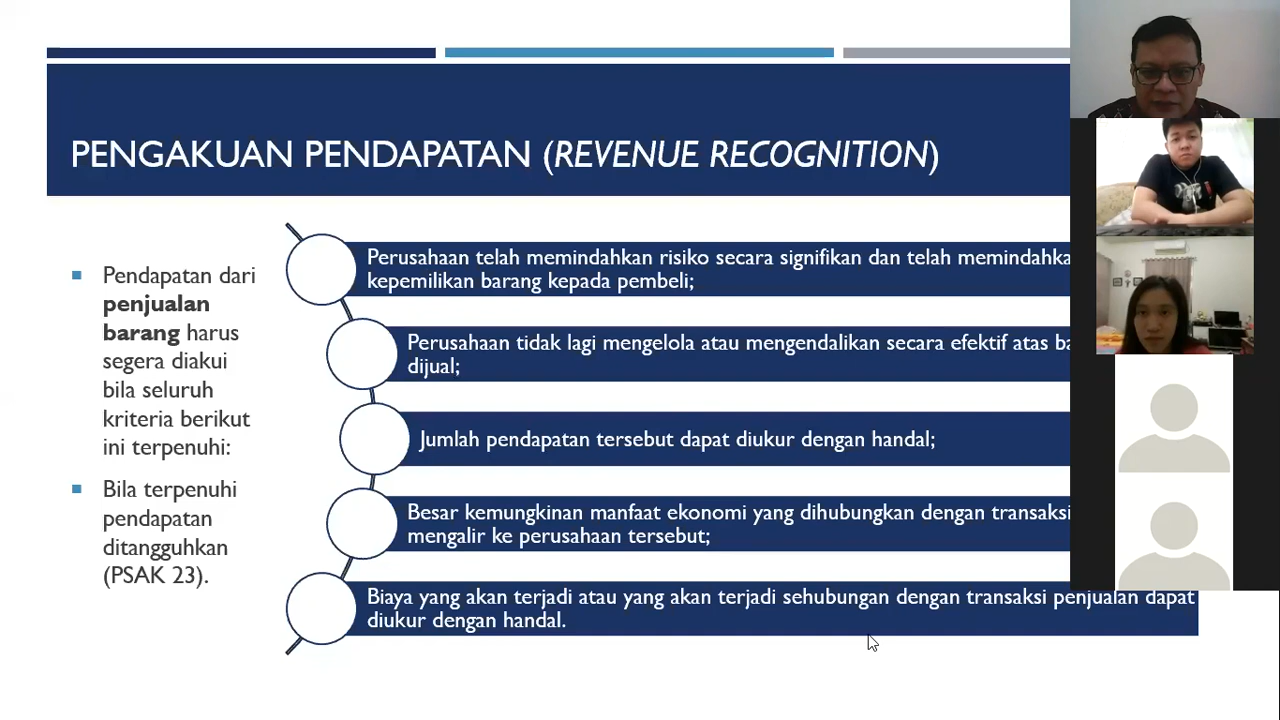 PENGAKUAN PENDAPATAN (REVENUE RECOGNITION)
Pendapatan dari
penjualan
barang harus
segera diakui
bila seluruh
kriteria berikut
ini terpenuhi:
Bila terpenuhi
pendapatan
ditangguhkan
(PSAK 23).
Perusahaan telah memindahkan risiko secara signifikan dan telah
kepemilikan barang kepada pembeli;
Perusahaan tidak lagi mengelola atau mengendalikan secara efektif atas
dijual;
Jumlah pendapatan tersebut dapat diukur dengan handal;
Besar kemungkinan manfaat ekonomi yang dihubungkan dengan transaksi
mengalir ke perusahaan tersebut;
Biaya yang akan terjadi atau yang akan terjadi sehubungan dengan transaksi penjualan dapat
diukur dengan handal.